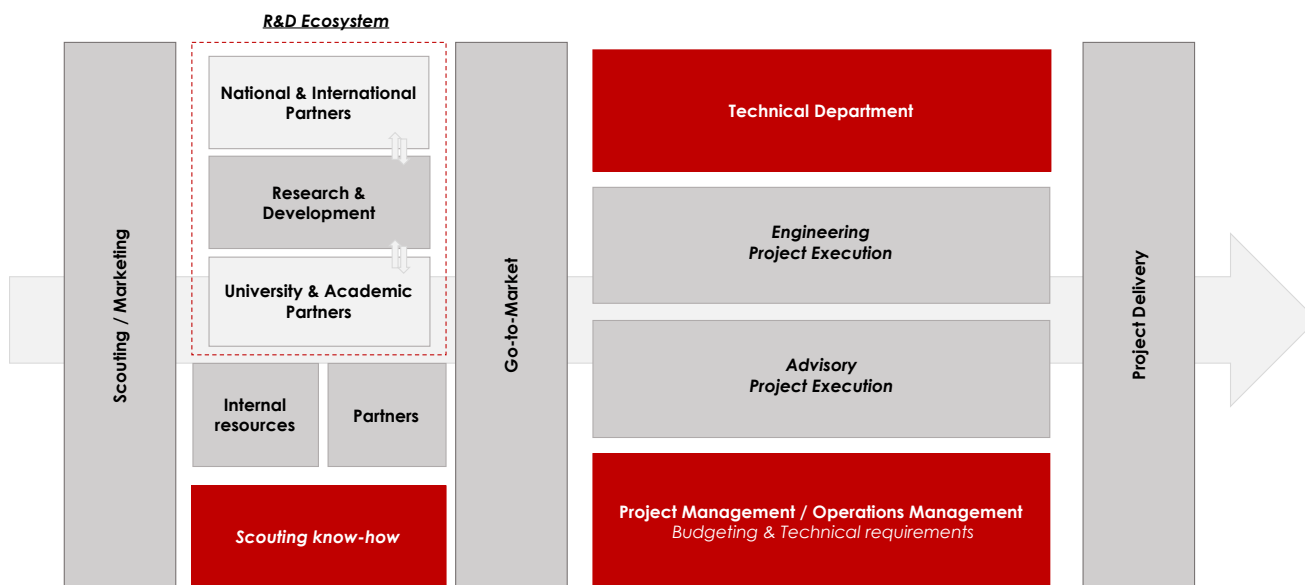 R&D Ecosystem
Scouting / Marketing
National & International
Partners
Research &
Development
University & Academic
Partners
Internal
resources
Partners
Scouting know-how
Go-to-Market
Technical Department
Engineering
Project Execution
Advisory
Project Execution
Project Management / Operations Management
Budgeting & Technical requirements
Project Delivery